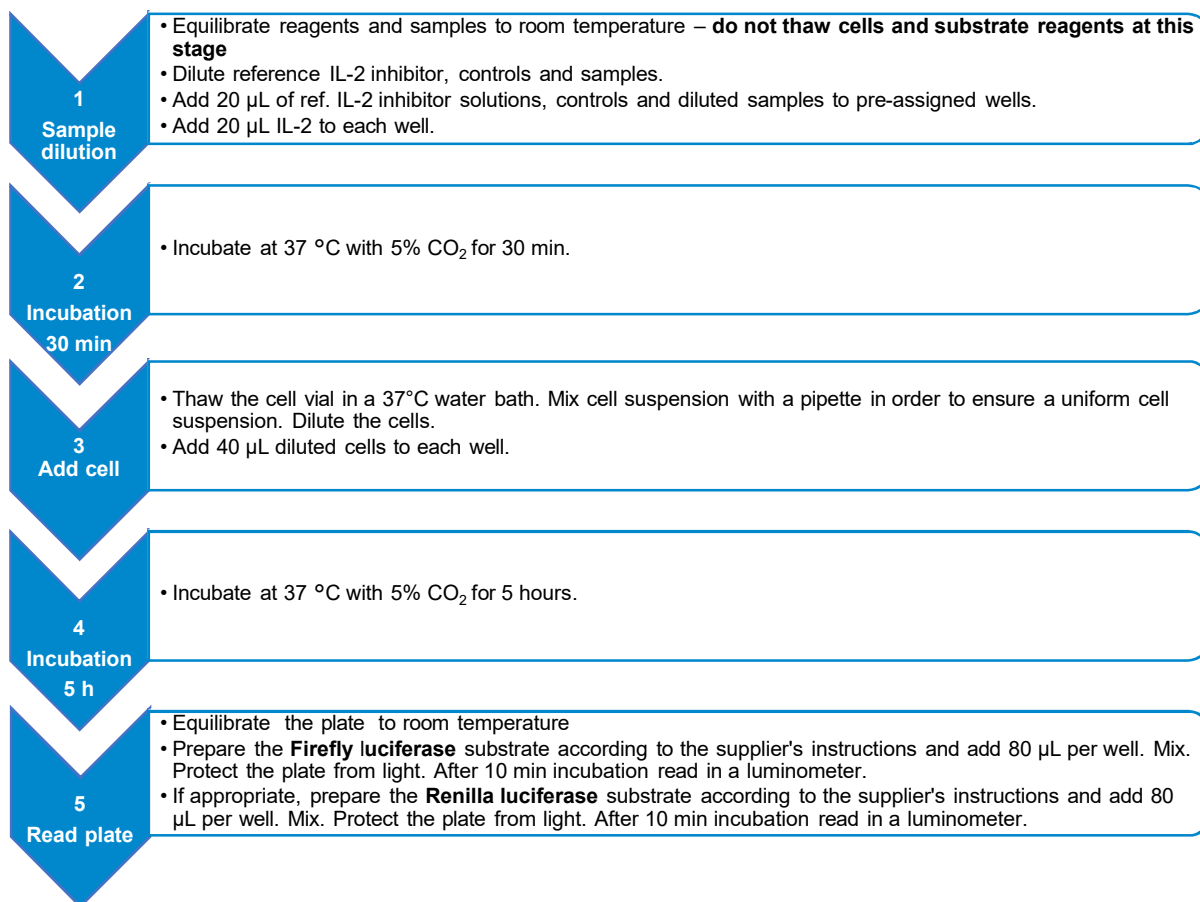 1
Sample
dilution
• Equilibrate reagents and samples to room temperature – do not thaw cells and substrate reagents at this
stage
• Dilute reference IL-2 inhibitor, controls and samples.
• Add 20 µL of ref. IL-2 inhibitor solutions, controls and diluted samples to pre-assigned wells.
• Add 20 µL IL-2 to each well.
2
Incubation
30 min
• Incubate at 37 °C with 5% CO₂ for 30 min.
3
Add cell
• Thaw the cell vial in a 37°C water bath. Mix cell suspension with a pipette in order to ensure a uniform cell
suspension. Dilute the cells.
• Add 40 µL diluted cells to each well.
4
Incubation
5 h
• Incubate at 37 °C with 5% CO₂ for 5 hours.
5
Read plate
• Equilibrate the plate to room temperature
• Prepare the Firefly luciferase substrate according to the supplier's instructions and add 80 µL per well. Mix.
Protect the plate from light. After 10 min incubation read in a luminometer.
• If appropriate, prepare the Renilla luciferase substrate according to the supplier's instructions and add 80
µL per well. Mix. Protect the plate from light. After 10 min incubation read in a luminometer.